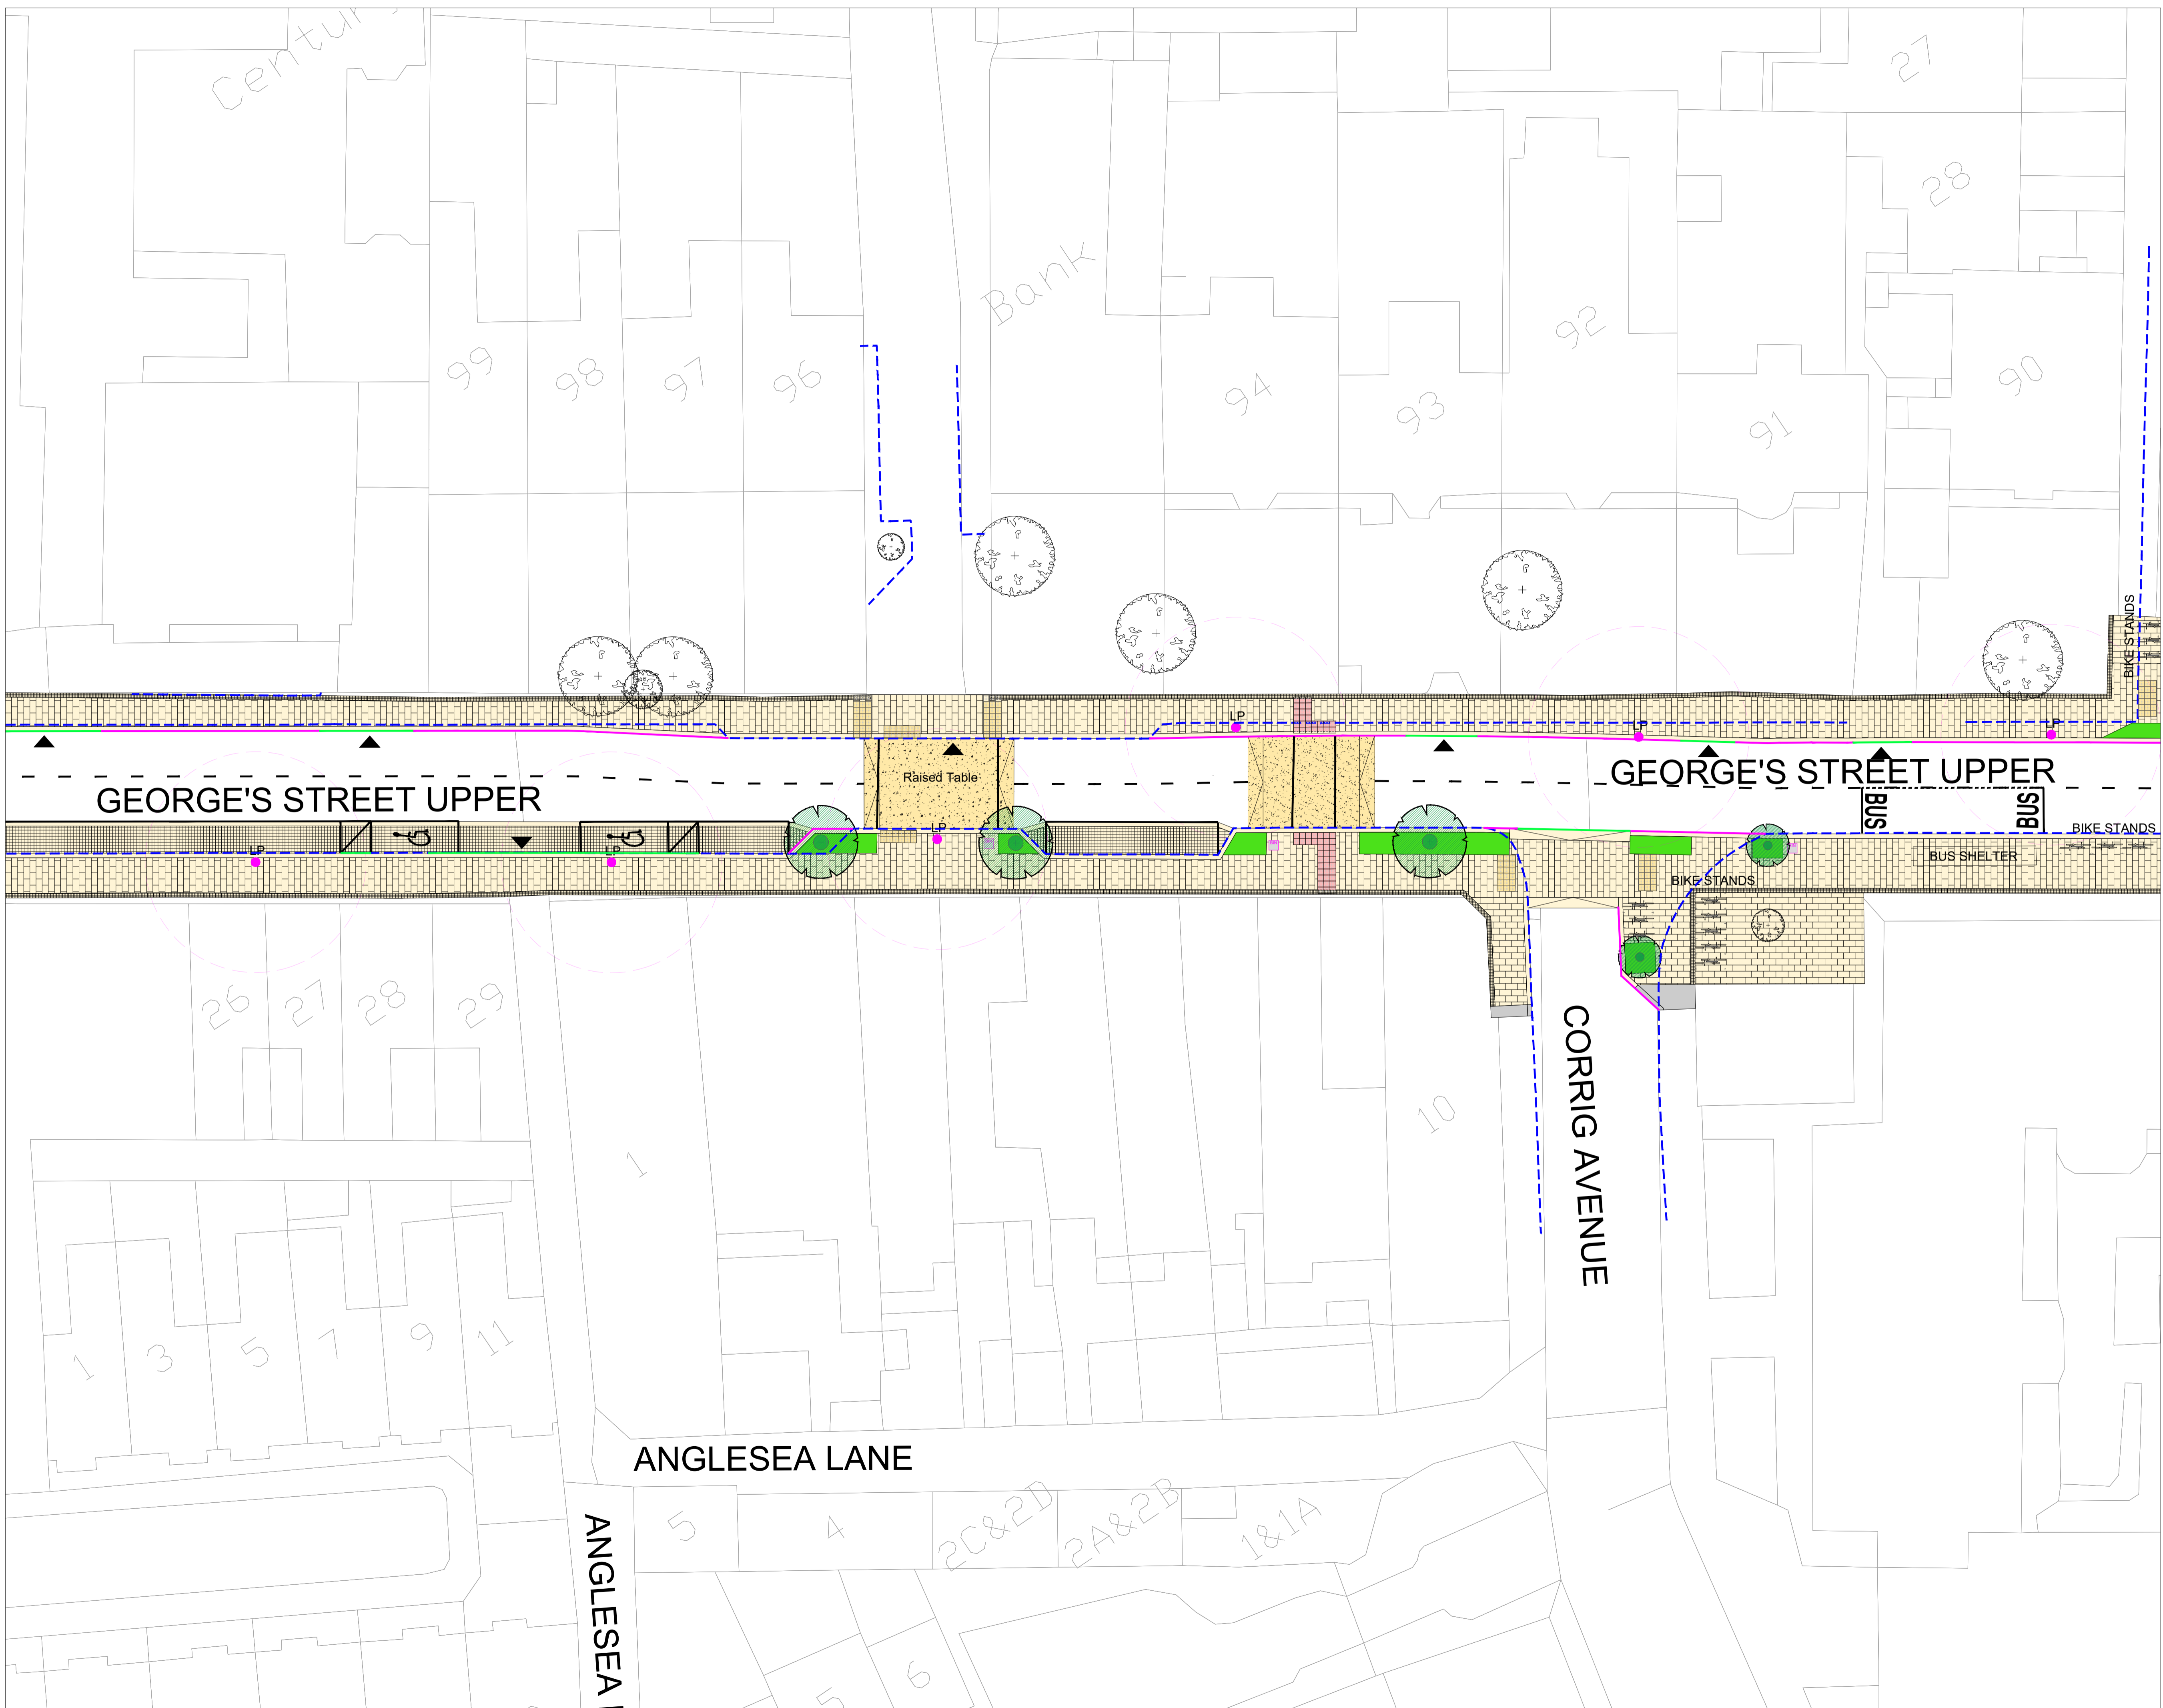 Century
27
28
Bank
99
98
97
96
94
93
92
91
90
BIKE STANDS
LP
LP
LP
GEORGE'S STREET UPPER
Raised Table
GEORGE'S STREET UPPER
BUS
BUS
BIKE STANDS
LP
LP
LP
BUS SHELTER
BIKE STANDS
26
27
28
29
1
10
CORRIG AVENUE
1
3
5
7
9
11
ANGLESEA LANE
5
4
2C&2D
2A&2B
1&1A
ANGLESEA
5
6